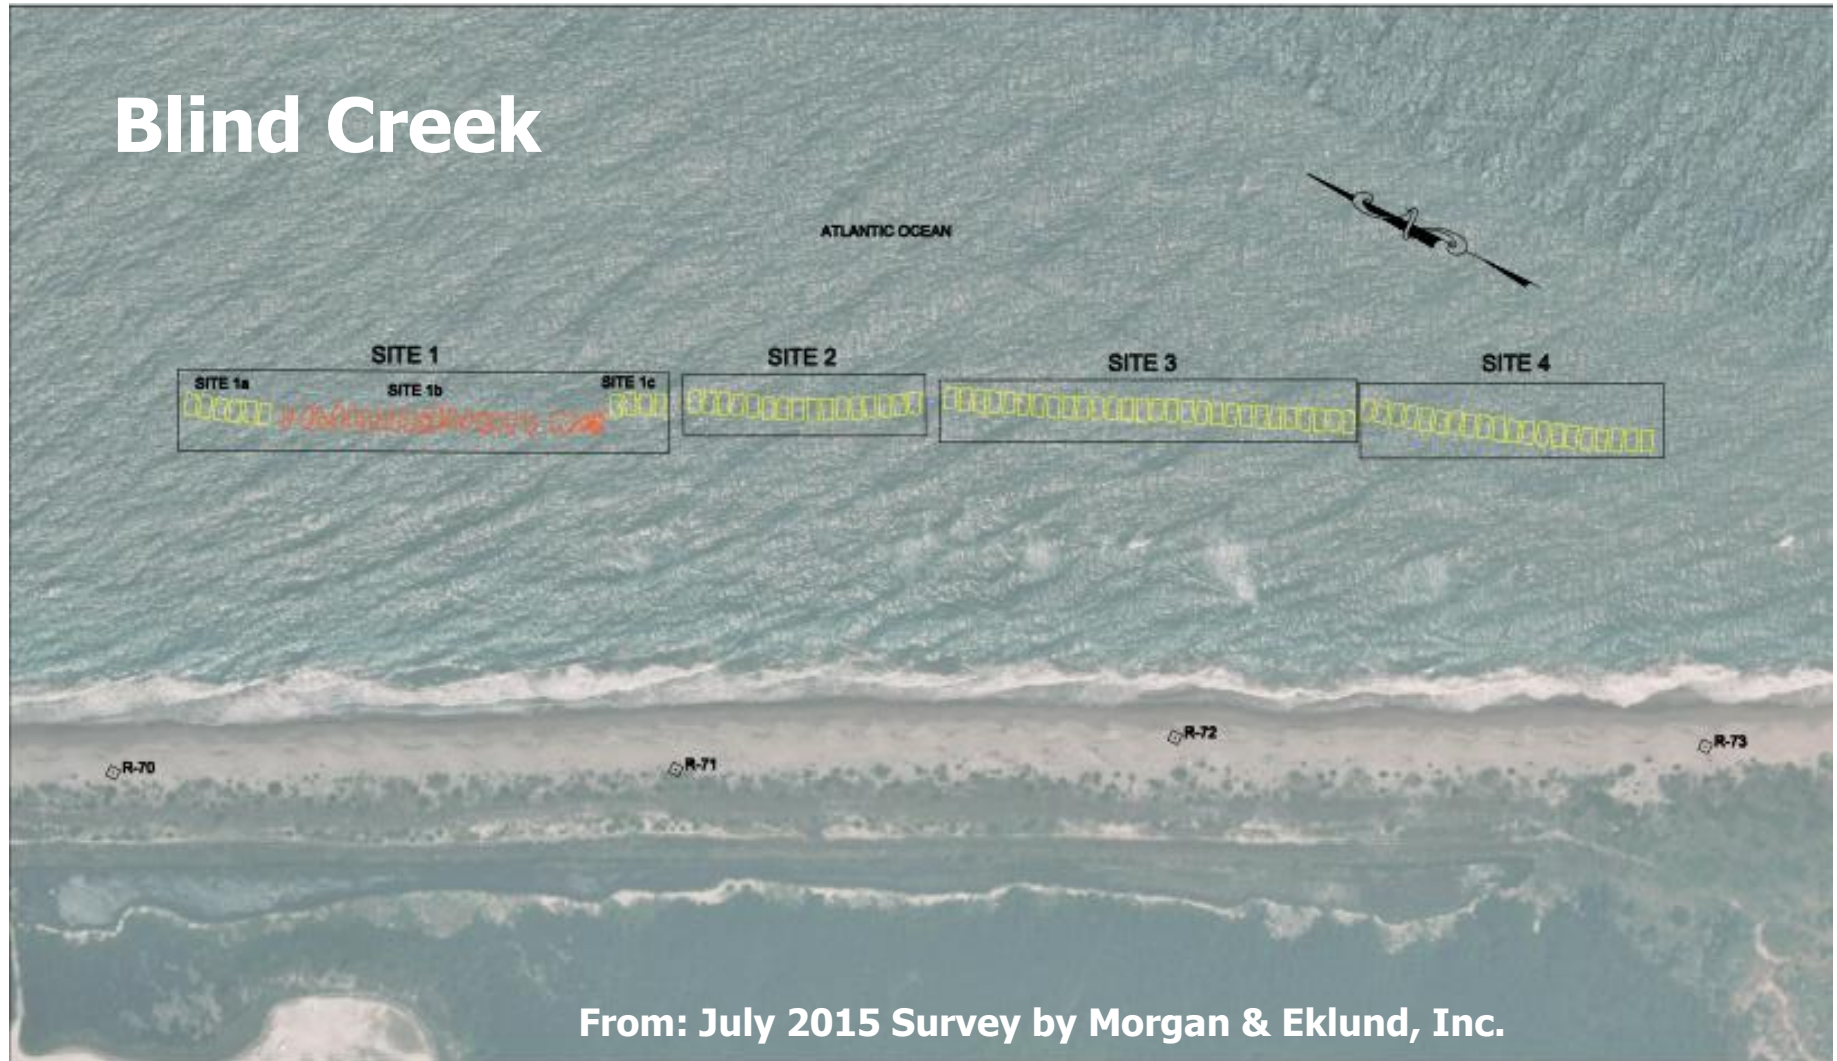 Blind Creek
ATLANTIC OCEAN
SITE 1
SITE 2
SITE 3
SITE 4
SITE 1a
SITE 1b
SITE 1c
R-70
R-71
R-72
R-73
From: July 2015 Survey by Morgan & Eklund, Inc.